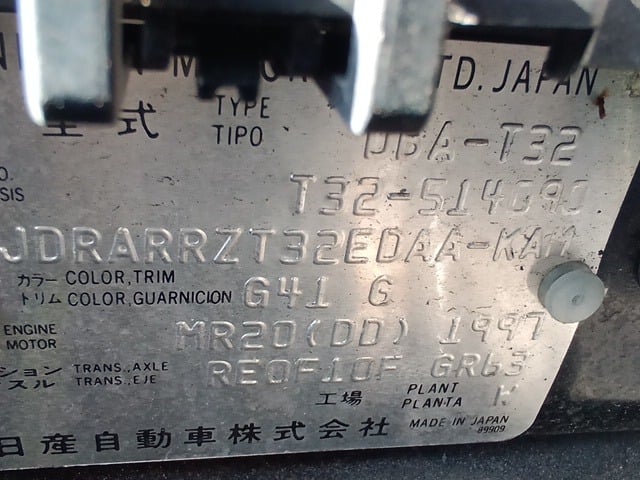 TD. JAPAN
型式 TYPE TIPO DBA-T32
T32-514090
JDRARRZT32EDAA-KAM
カラー COLOR,TRIM
トリム COLOR,GUARNICION G41 G
ENGINE MOTOR MR20(DD) 1997
TRANS.,AXLE TRANS.,EJE RE0F10F GR63
工場 PLANT PLANTA K
日産自動車株式会社 MADE IN JAPAN
89909